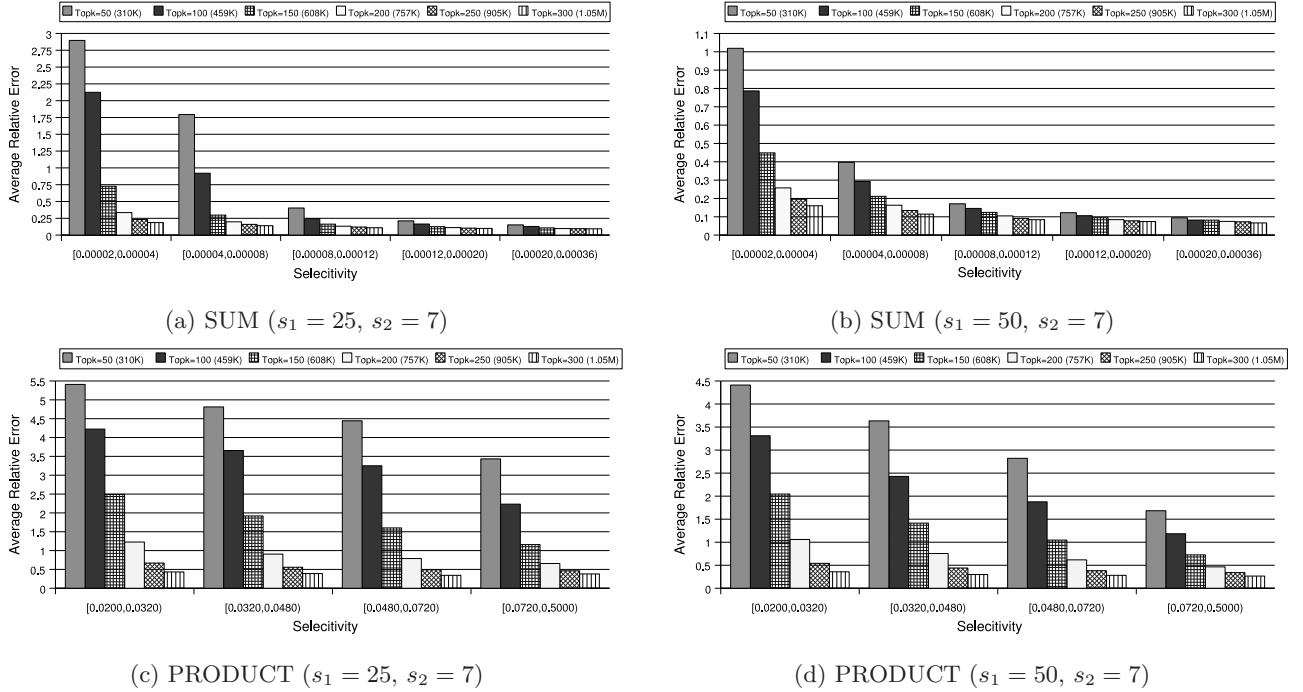 Topk=50 (310K) Topk=100 (459K) Topk=150 (608K) Topk=200 (757K) Topk=250 (905K) Topk=300 (1.05M)
3
2.75
2.5
2.25
2
1.75
1.5
1.25
1
0.75
0.5
0.25
0
Average Relative Error
[0.00002,0.00004) [0.00004,0.00008) [0.00008,0.00012) [0.00012,0.00020) [0.00020,0.00036)
Selecitivity
(a) SUM (s1 = 25, s2 = 7)
Topk=50 (310K) Topk=100 (459K) Topk=150 (608K) Topk=200 (757K) Topk=250 (905K) Topk=300 (1.05M)
1.1
1
0.9
0.8
0.7
0.6
0.5
0.4
0.3
0.2
0.1
0
Average Relative Error
[0.00002,0.00004) [0.00004,0.00008) [0.00008,0.00012) [0.00012,0.00020) [0.00020,0.00036)
Selecitivity
(b) SUM (s1 = 50, s2 = 7)
Topk=50 (310K) Topk=100 (459K) Topk=150 (608K) Topk=200 (757K) Topk=250 (905K) Topk=300 (1.05M)
5.5
5
4.5
4
3.5
3
2.5
2
1.5
1
0.5
0
Average Relative Error
[0.0200,0.0320) [0.0320,0.0480) [0.0480,0.0720) [0.0720,0.5000)
Selecitivity
(c) PRODUCT (s1 = 25, s2 = 7)
Topk=50 (310K) Topk=100 (459K) Topk=150 (608K) Topk=200 (757K) Topk=250 (905K) Topk=300 (1.05M)
4.5
4
3.5
3
2.5
2
1.5
1
0.5
0
Average Relative Error
[0.0200,0.0320) [0.0320,0.0480) [0.0480,0.0720) [0.0720,0.5000)
Selecitivity
(d) PRODUCT (s1 = 50, s2 = 7)